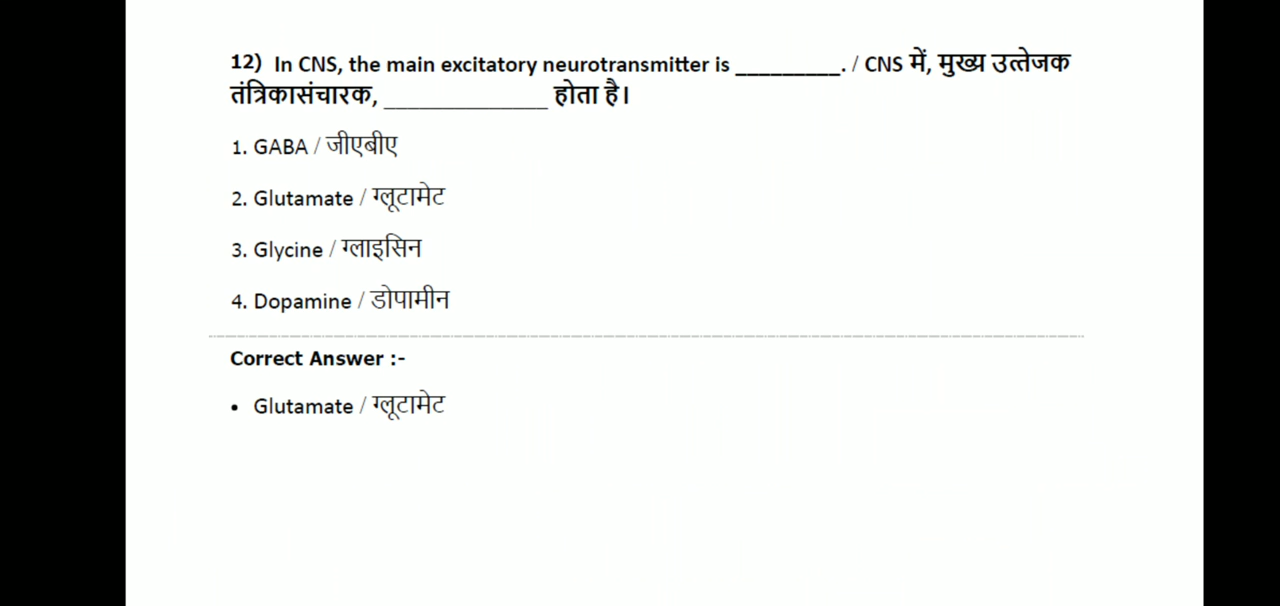 12) In CNS, the main excitatory neurotransmitter is _________. / CNS में, मुख्य उत्तेजक
तंत्रिकासंचारक, ______________ होता है।
1. GABA / जीएबीए
2. Glutamate / ग्लूटामेट
3. Glycine / ग्लाइसिन
4. Dopamine / डोपामीन
Correct Answer :-
• Glutamate / ग्लूटामेट